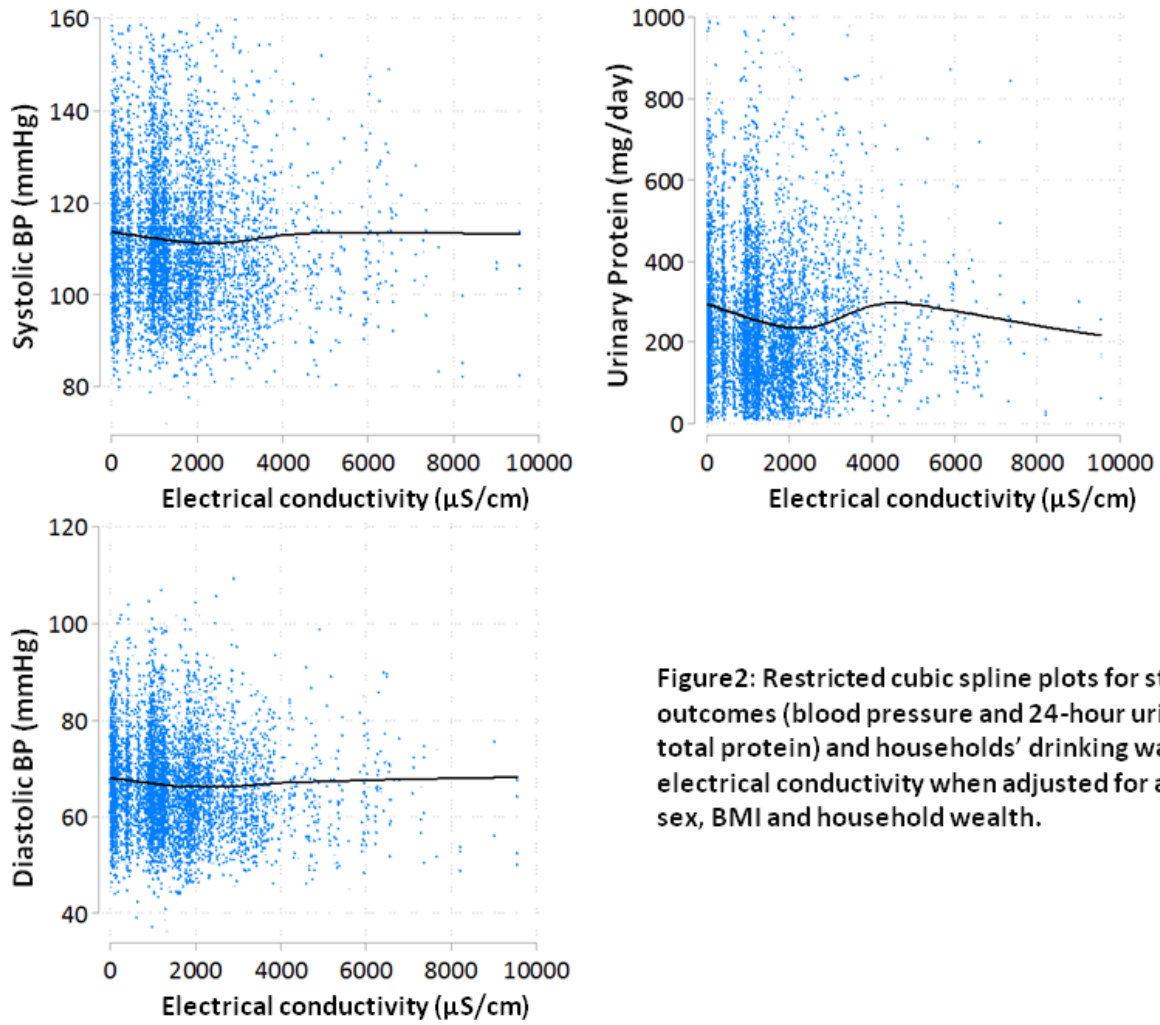 160
140
120
100
80
Systolic BP (mmHg)
0 2000 4000 6000 8000 10000
Electrical conductivity (µS/cm)
1000
800
600
400
200
0
Urinary Protein (mg/day)
0 2000 4000 6000 8000 10000
Electrical conductivity (µS/cm)
120
100
80
60
40
Diastolic BP (mmHg)
0 2000 4000 6000 8000 10000
Electrical conductivity (µS/cm)
Figure2: Restricted cubic spline plots for
outcomes (blood pressure and 24-hour
total protein) and households’ drinking
electrical conductivity when adjusted for
sex, BMI and household wealth.